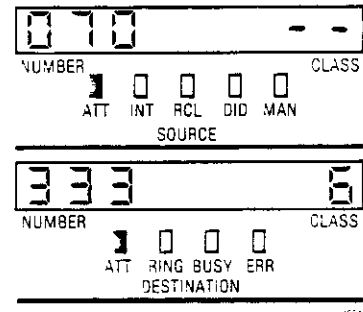 070 --
NUMBER CLASS
ATT INT RCL DID MAN
SOURCE
333 6
NUMBER CLASS
ATT RING BUSY ERR
DESTINATION